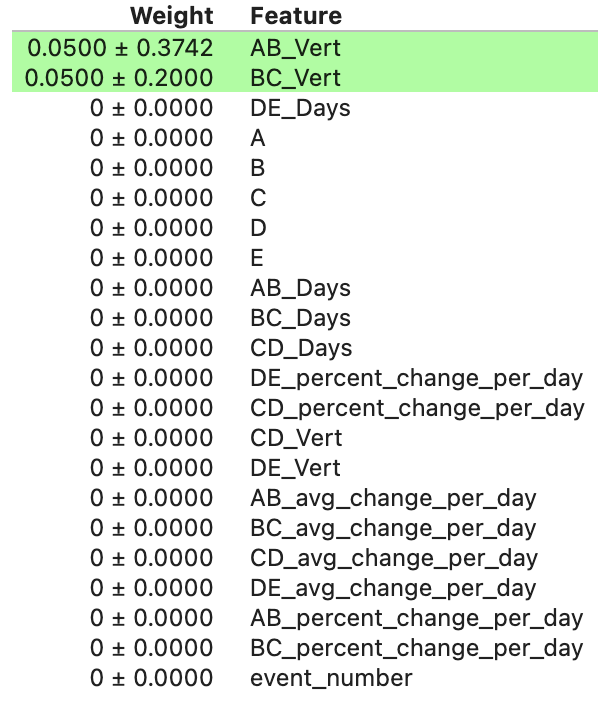 Weight Feature
0.0500 ± 0.3742 AB_Vert
0.0500 ± 0.2000 BC_Vert
0 ± 0.0000 DE_Days
0 ± 0.0000 A
0 ± 0.0000 B
0 ± 0.0000 C
0 ± 0.0000 D
0 ± 0.0000 E
0 ± 0.0000 AB_Days
0 ± 0.0000 BC_Days
0 ± 0.0000 CD_Days
0 ± 0.0000 DE_percent_change_per_day
0 ± 0.0000 CD_percent_change_per_day
0 ± 0.0000 CD_Vert
0 ± 0.0000 DE_Vert
0 ± 0.0000 AB_avg_change_per_day
0 ± 0.0000 BC_avg_change_per_day
0 ± 0.0000 CD_avg_change_per_day
0 ± 0.0000 DE_avg_change_per_day
0 ± 0.0000 AB_percent_change_per_day
0 ± 0.0000 BC_percent_change_per_day
0 ± 0.0000 event_number